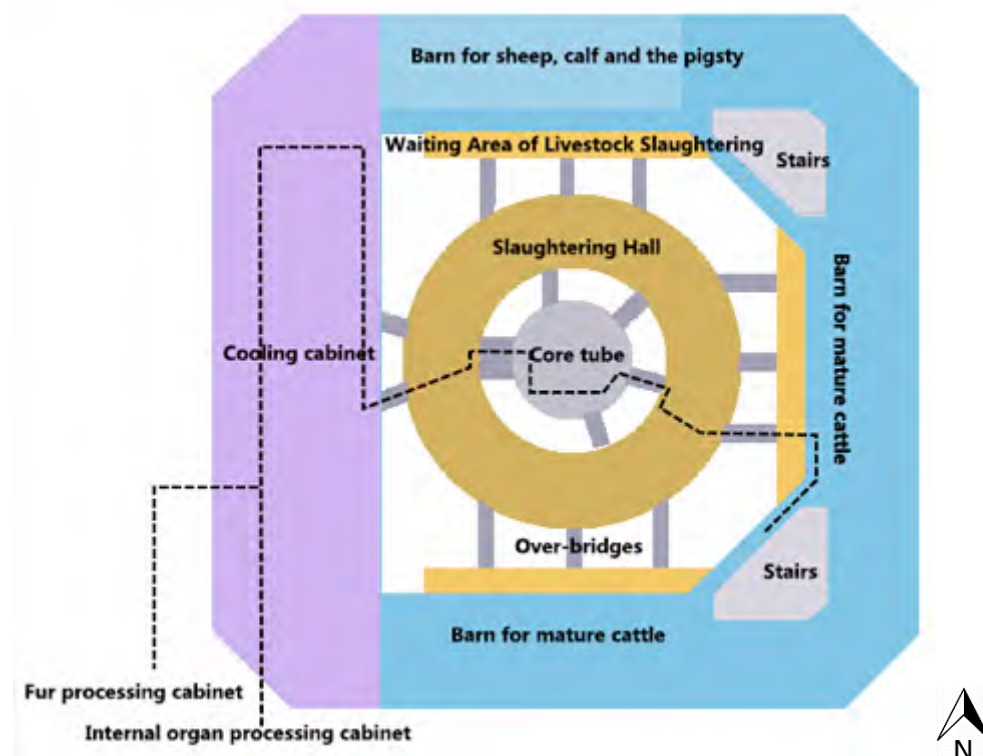 Barn for sheep, calf and the pigsty
Waiting Area of Livestock Slaughtering
Stairs
Slaughtering Hall
Barn for mature cattle
Cooling cabinet
Core tube
Over-bridges
Stairs
Barn for mature cattle
Fur processing cabinet
Internal organ processing cabinet
N